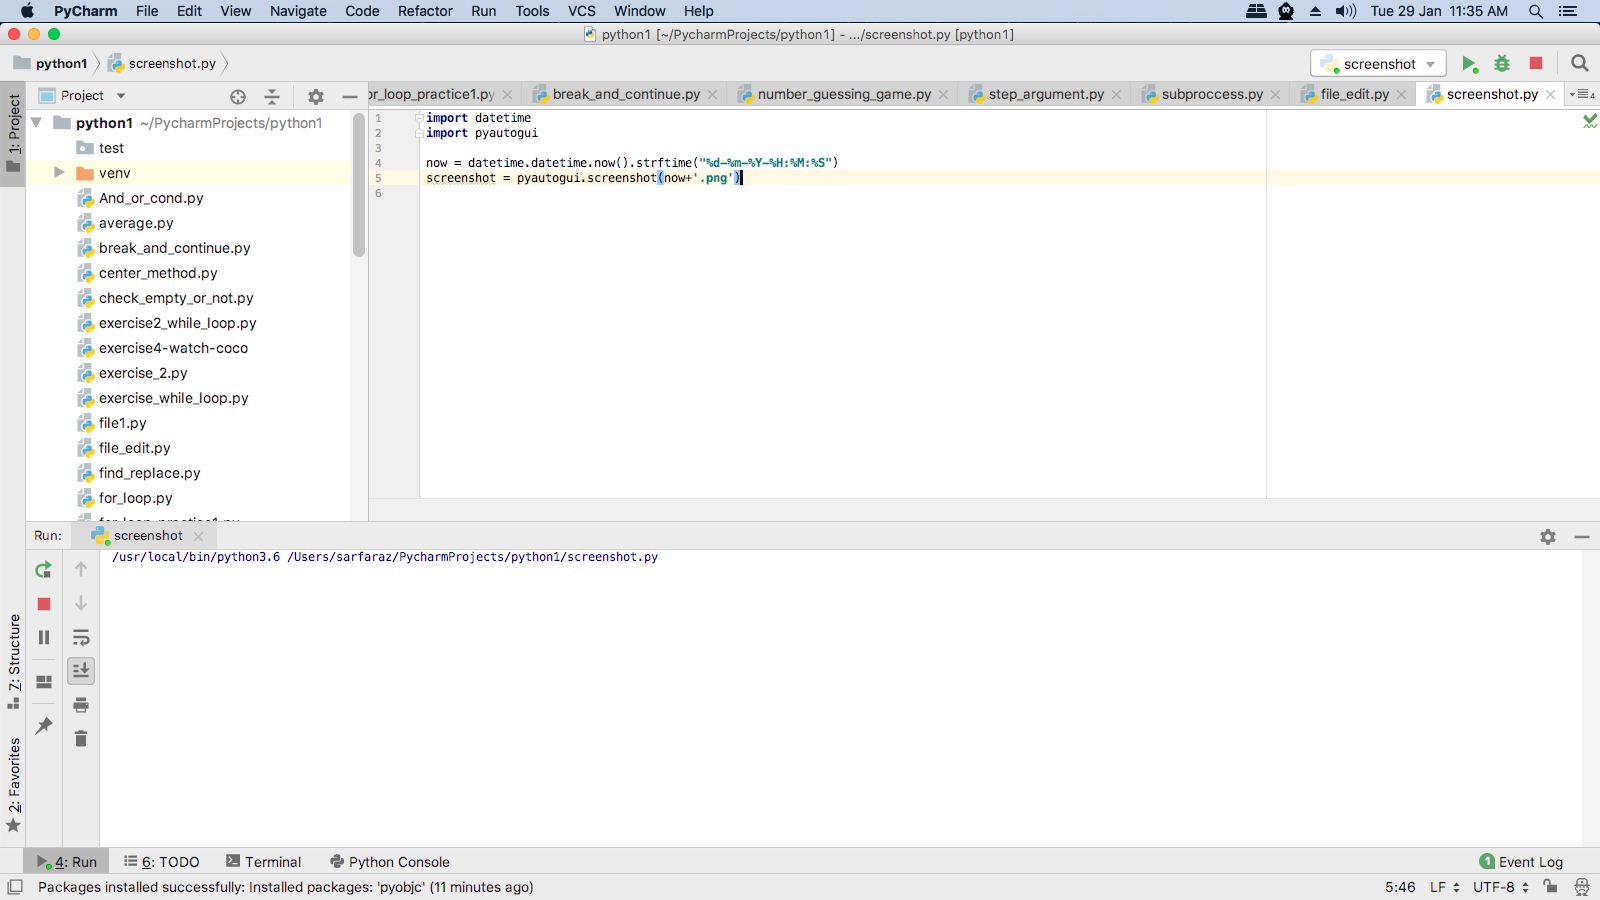 PyCharm File Edit View Navigate Code Refactor Run Tools VCS Window Help Tue 29 Jan 11:35 AM
python1 [~/PycharmProjects/python1] - .../screenshot.py [python1]
python1 screenshot.py screenshot
1: Project
Project
or_loop_practice1.py break_and_continue.py number_guessing_game.py step_argument.py subproccess.py file_edit.py screenshot.py 4
python1 ~/PycharmProjects/python1
test
venv
And_or_cond.py
average.py
break_and_continue.py
center_method.py
check_empty_or_not.py
exercise2_while_loop.py
exercise4-watch-coco
exercise_2.py
exercise_while_loop.py
file1.py
file_edit.py
find_replace.py
for_loop.py
for_loop_practice1.py
1 import datetime
2 import pyautogui
3
4 now = datetime.datetime.now().strftime("%d-%m-%Y-%H:%M:%S")
5 screenshot = pyautogui.screenshot(now+'.png')
6
Run: screenshot
/usr/local/bin/python3.6 /Users/sarfaraz/PycharmProjects/python1/screenshot.py
7: Structure
2: Favorites
4: Run 6: TODO Terminal Python Console 1 Event Log
Packages installed successfully: Installed packages: 'pyobjc' (11 minutes ago) 5:46 LF UTF-8